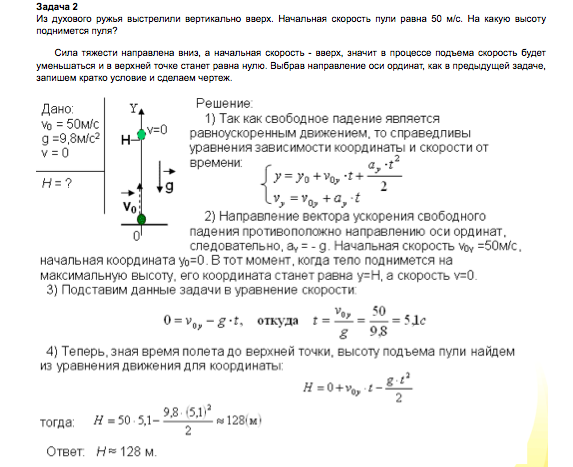 Задача 2
Из духового ружья выстрелили вертикально вверх. Начальная скорость пули равна 50 м/с. На какую высоту
поднимется пуля?
Сила тяжести направлена вниз, а начальная скорость - вверх, значит в процессе подъема скорость будет
уменьшаться и в верхней точке станет равна нулю. Выбрав направление оси ординат, как в предыдущей задаче,
запишем кратко условие и сделаем чертеж.
Дано:
v₀ = 50м/с
g =9,8м/с²
v = 0
H = ?
Y
v=0
H
g
V₀
0
Решение:
1) Так как свободное падение является
равноускоренным движением, то справедливы
уравнения зависимости координаты и скорости от
времени:
y = y₀ + v₀ᵧ · t + aᵧ · t² / 2
vᵧ = v₀ᵧ + aᵧ · t
2) Направление вектора ускорения свободного
падения противоположно направлению оси ординат,
следовательно, aᵧ = - g. Начальная скорость v₀ᵧ =50м/с,
начальная координата y₀=0. В тот момент, когда тело поднимется на
максимальную высоту, его координата станет равна y=H, а скорость v=0.
3) Подставим данные задачи в уравнение скорости:
0 = v₀ᵧ – g · t, откуда t = v₀ᵧ / g = 50 / 9,8 = 5,1c
4) Теперь, зная время полета до верхней точки, высоту подъема пули найдем
из уравнения движения для координаты:
H = 0 + v₀ᵧ · t – g · t² / 2
тогда: H = 50 · 5,1– 9,8 · (5,1)² / 2 ≈ 128(м)
Ответ: H≈ 128 м.